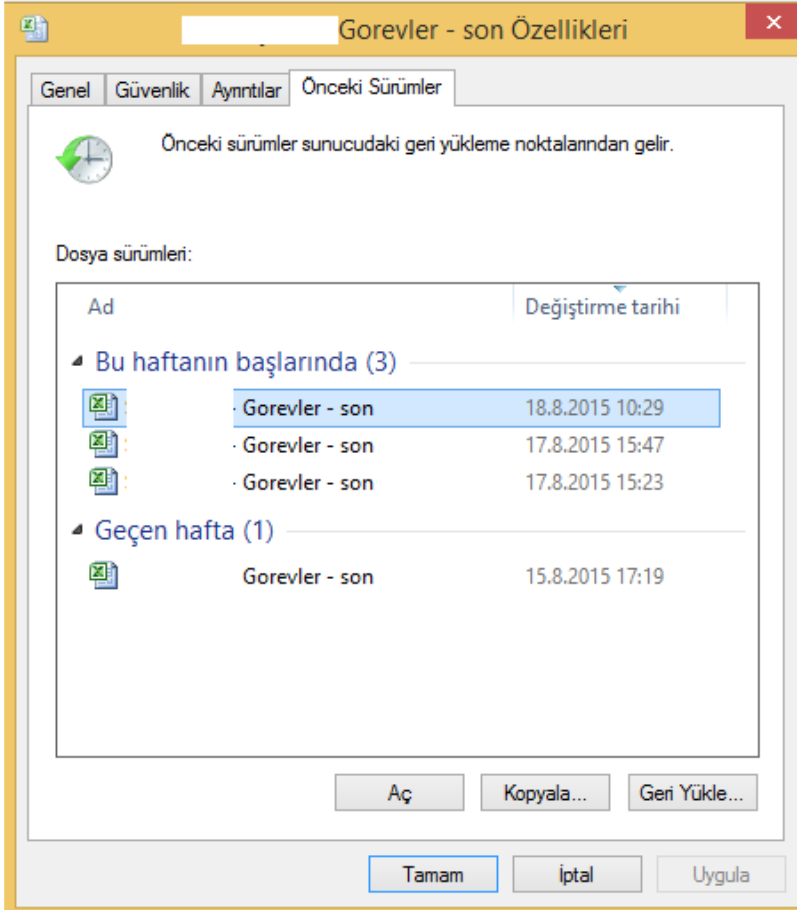 Gorevler - son Özellikleri
Genel Güvenlik Ayrıntılar Önceki Sürümler
Önceki sürümler sunucudaki geri yükleme noktalarından gelir.
Dosya sürümleri:
Ad Değiştirme tarihi
Bu haftanın başlarında (3)
- Gorevler - son 18.8.2015 10:29
- Gorevler - son 17.8.2015 15:47
- Gorevler - son 17.8.2015 15:23
Geçen hafta (1)
Gorevler - son 15.8.2015 17:19
Aç Kopyala... Geri Yükle...
Tamam İptal Uygula